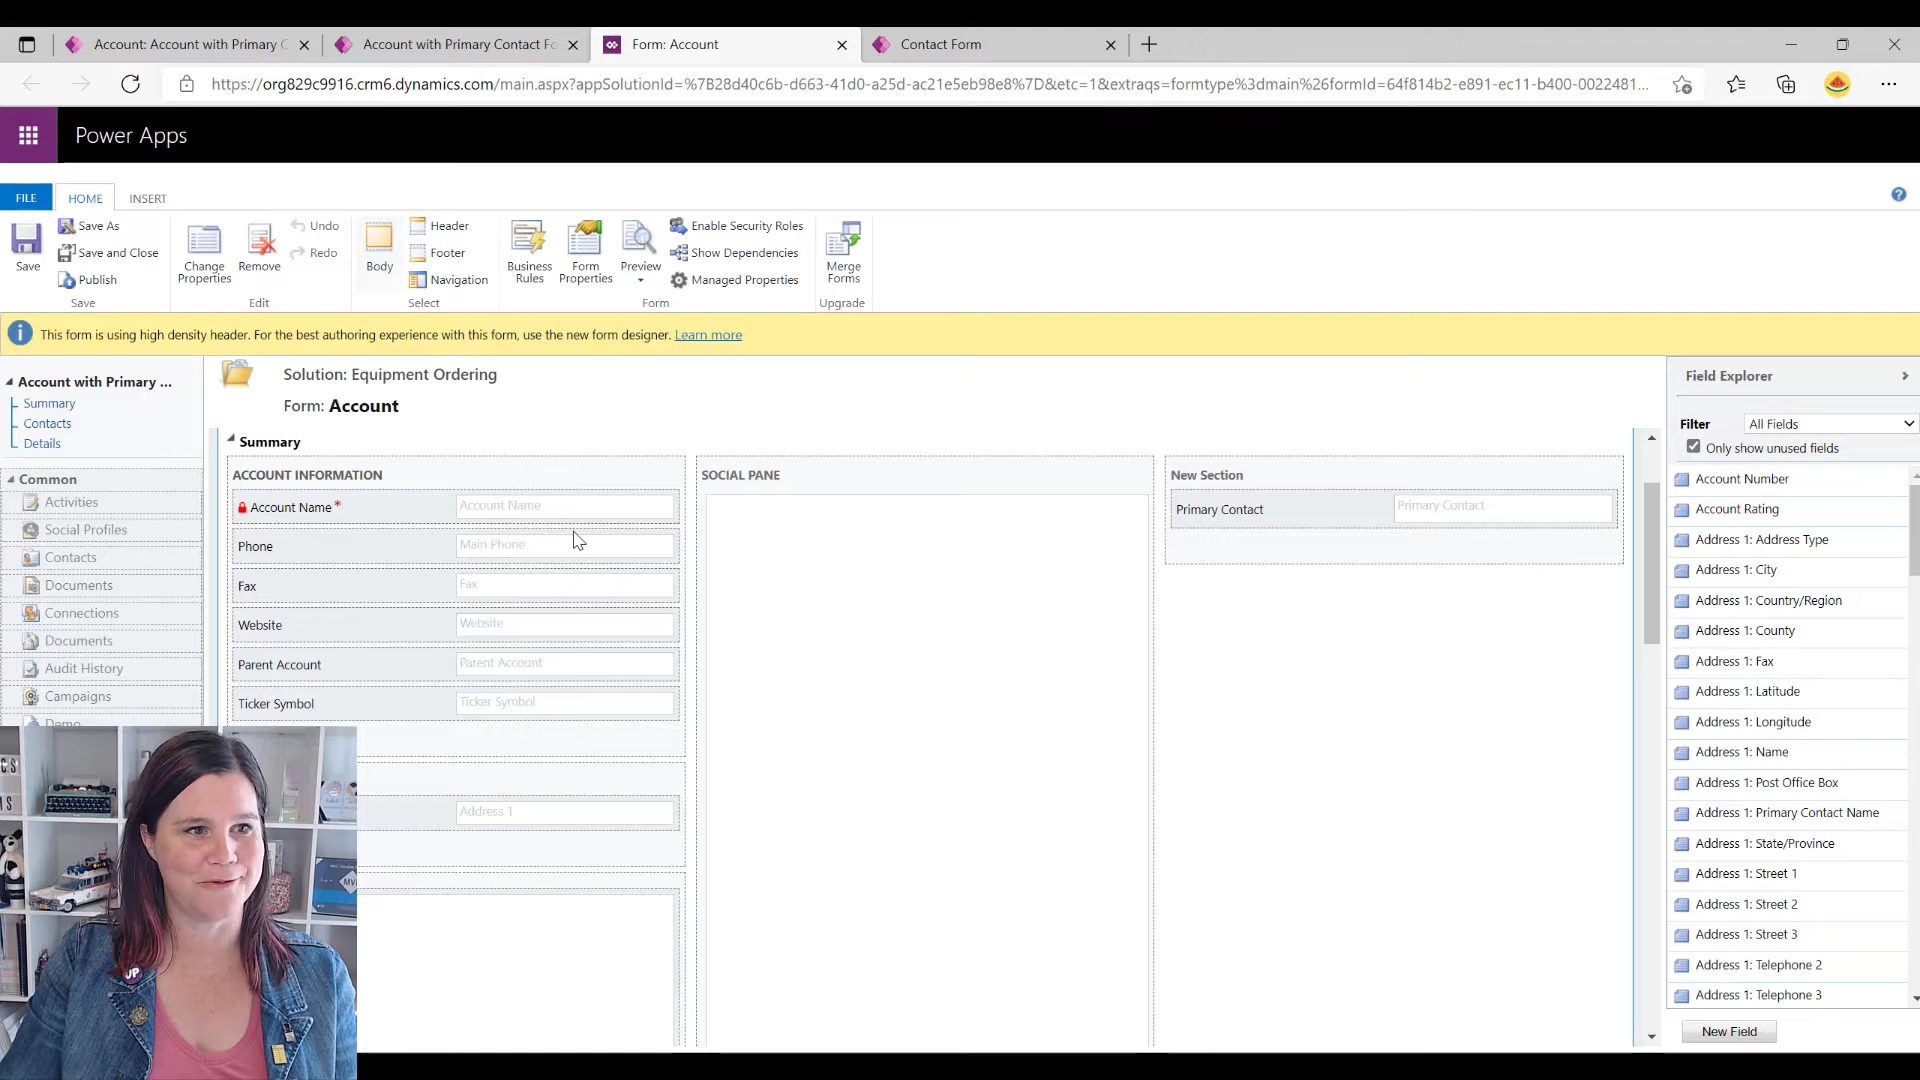 Account: Account with Primary C
Account with Primary Contact Fo
Form: Account
Contact Form
https://org829c9916.crm6.dynamics.com/main.aspx?appSolutionId=%7B28d40c6b-d663-41d0-a25d-ac21e5eb98e8%7D&etc=1&extraqs=formtype%3dmain%26formId=64f814b2-e891-ec11-b400-0022481...
Power Apps
FILE
HOME
INSERT
Save
Save As
Save and Close
Publish
Save
Change Properties
Remove
Undo
Redo
Edit
Body
Header
Footer
Navigation
Select
Business Rules
Form Properties
Preview
Enable Security Roles
Show Dependencies
Managed Properties
Form
Merge Forms
Upgrade
This form is using high density header. For the best authoring experience with this form, use the new form designer. Learn more
Account with Primary ...
Summary
Contacts
Details
Common
Activities
Social Profiles
Contacts
Documents
Connections
Documents
Audit History
Campaigns
Demo
Solution: Equipment Ordering
Form: Account
Summary
ACCOUNT INFORMATION
Account Name *
Account Name
Phone
Main Phone
Fax
Fax
Website
Website
Parent Account
Parent Account
Ticker Symbol
Ticker Symbol
Address 1
SOCIAL PANE
New Section
Primary Contact
Primary Contact
Field Explorer
Filter
All Fields
Only show unused fields
Account Number
Account Rating
Address 1: Address Type
Address 1: City
Address 1: Country/Region
Address 1: County
Address 1: Fax
Address 1: Latitude
Address 1: Longitude
Address 1: Name
Address 1: Post Office Box
Address 1: Primary Contact Name
Address 1: State/Province
Address 1: Street 1
Address 1: Street 2
Address 1: Street 3
Address 1: Telephone 2
Address 1: Telephone 3
New Field
UP